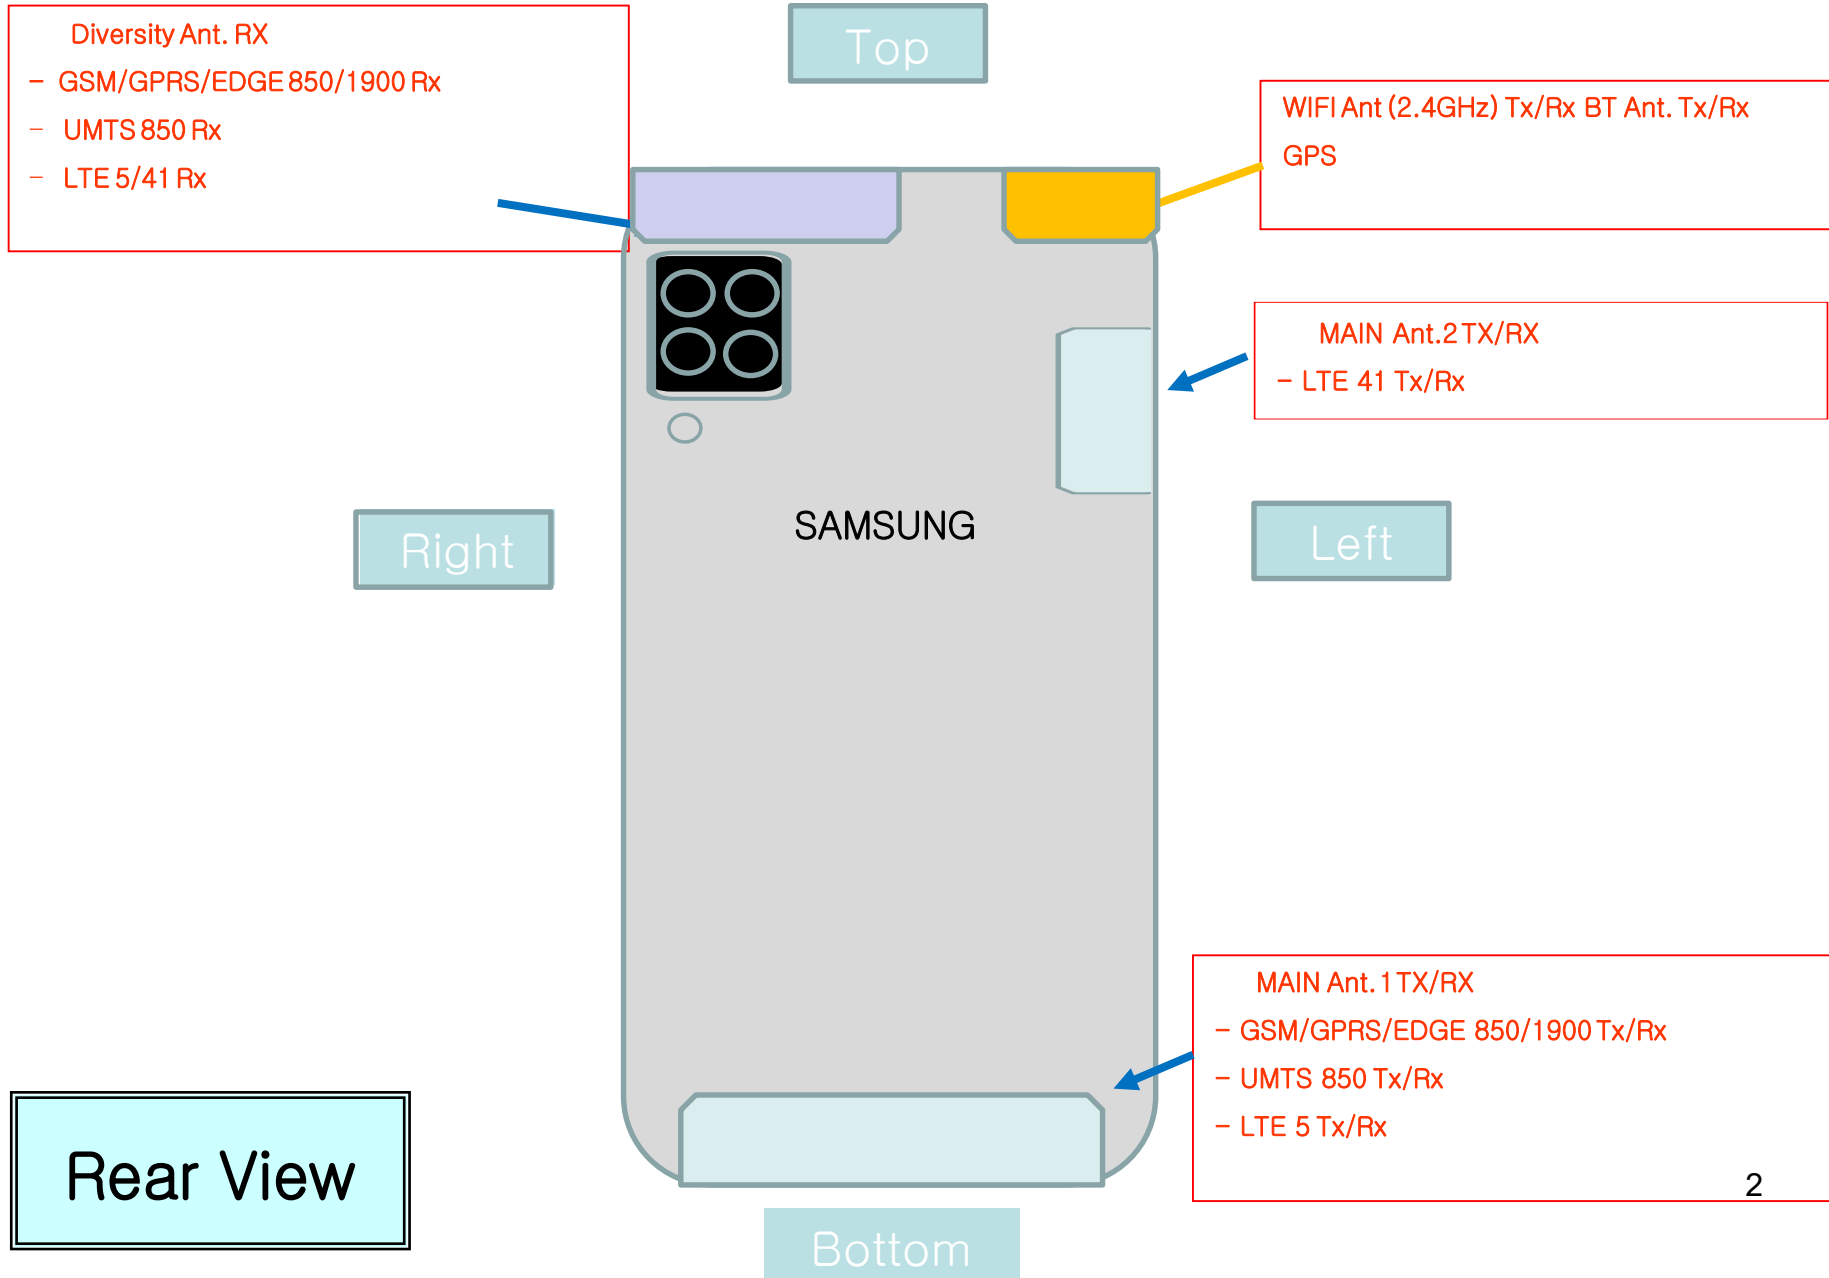 Diversity Ant. RX
- GSM/GPRS/EDGE 850/1900 Rx
- UMTS 850 Rx
- LTE 5/41 Rx
Top
WIFI Ant (2.4GHz) Tx/Rx BT Ant. Tx/Rx
GPS
MAIN Ant.2 TX/RX
- LTE 41 Tx/Rx
SAMSUNG
Right
Left
MAIN Ant.1 TX/RX
- GSM/GPRS/EDGE 850/1900 Tx/Rx
- UMTS 850 Tx/Rx
- LTE 5 Tx/Rx
Rear View
2
Bottom